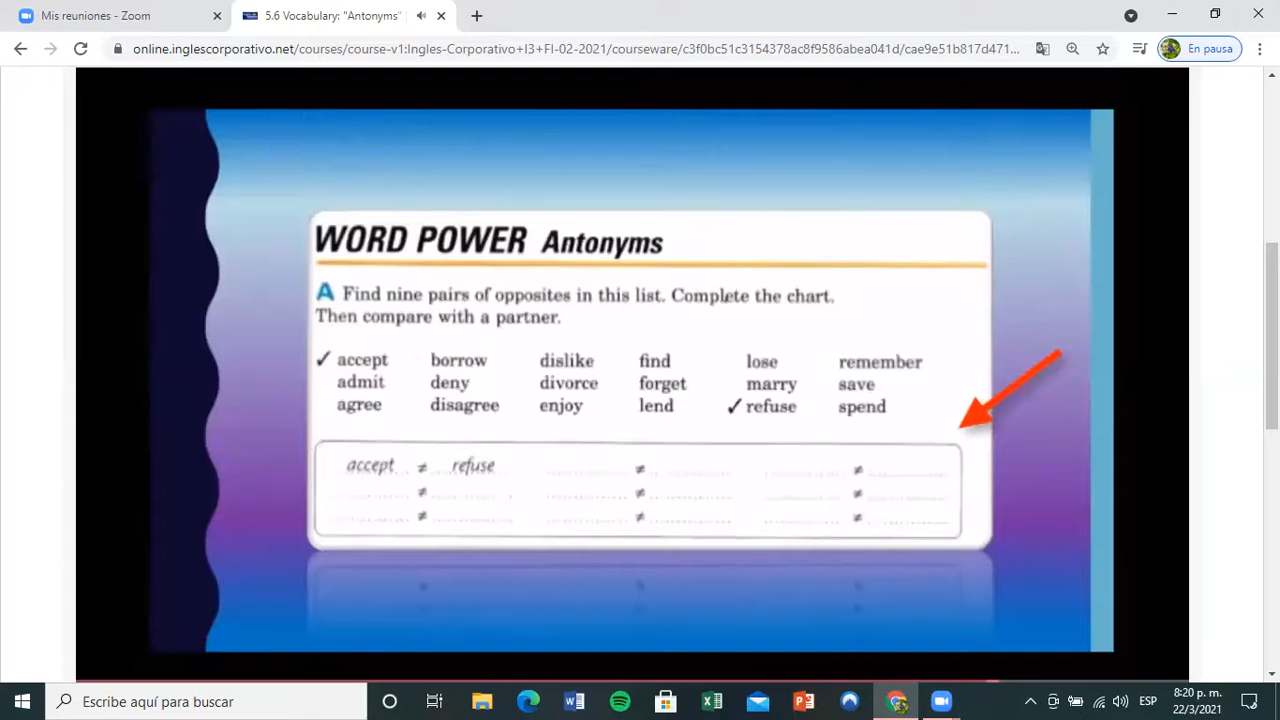 Mis reuniones - Zoom
5.6 Vocabulary: "Antonyms"
online.inglescorporativo.net/courses/course-v1:Ingles-Corporativo+I3+FI-02-2021/courseware/c3f0bc51c3154378ac8f9586abea041d/cae9e51b817d471...
En pausa
WORD POWER Antonyms
A Find nine pairs of opposites in this list. Complete the chart.
Then compare with a partner.
✓ accept borrow dislike find lose remember
admit deny divorce forget marry save
agree disagree enjoy lend ✓ refuse spend
accept ≠ refuse ≠ ≠
≠ ≠ ≠
≠ ≠ ≠
Escribe aquí para buscar
ESP
8:20 p. m.
22/3/2021